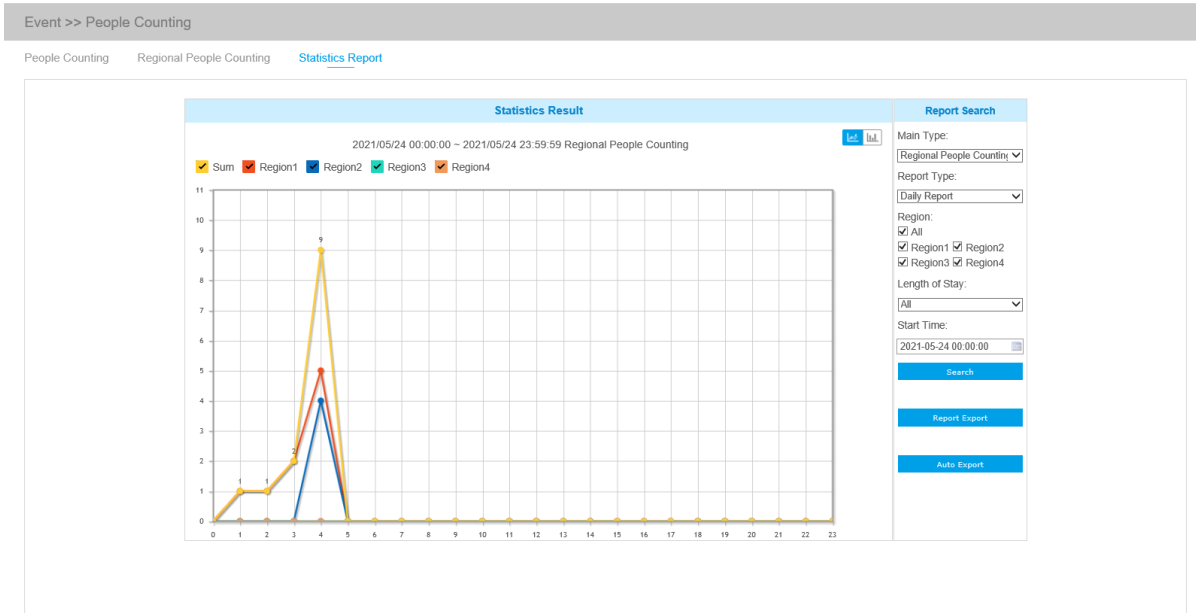 Event >> People Counting
People Counting Regional People Counting Statistics Report
Statistics Result
2021/05/24 00:00:00 ~ 2021/05/24 23:59:59 Regional People Counting
Sum Region1 Region2 Region3 Region4
11
10
9
8
7
6
5
4
3
2
1
0
9
2
1 1
0 1 2 3 4 5 6 7 8 9 10 11 12 13 14 15 16 17 18 19 20 21 22 23
Report Search
Main Type:
Regional People Counting
Report Type:
Daily Report
Region:
All
Region1 Region2
Region3 Region4
Length of Stay:
All
Start Time:
2021-05-24 00:00:00
Search
Report Export
Auto Export